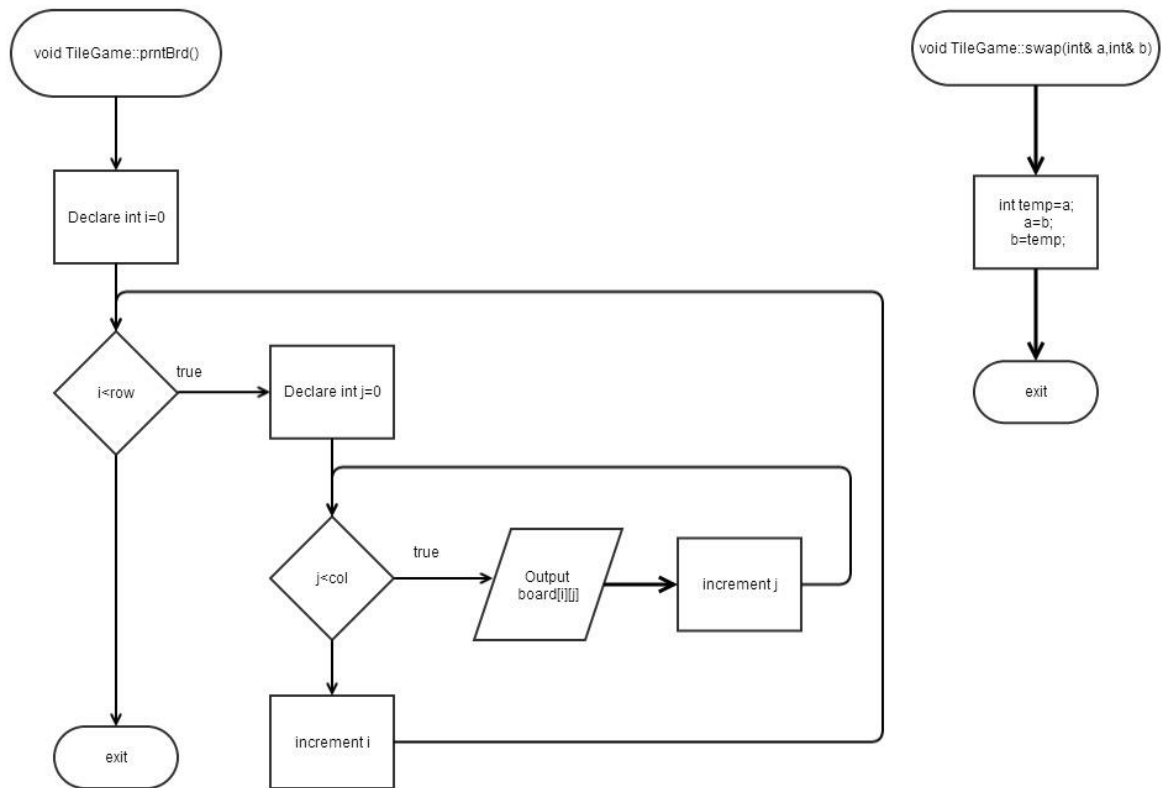 void TileGame::prntBrd()
Declare int i=0
i<row
true
Declare int j=0
j<col
true
Output
board[i][j]
increment j
increment i
exit
void TileGame::swap(int& a,int& b)
int temp=a;
a=b;
b=temp;
exit